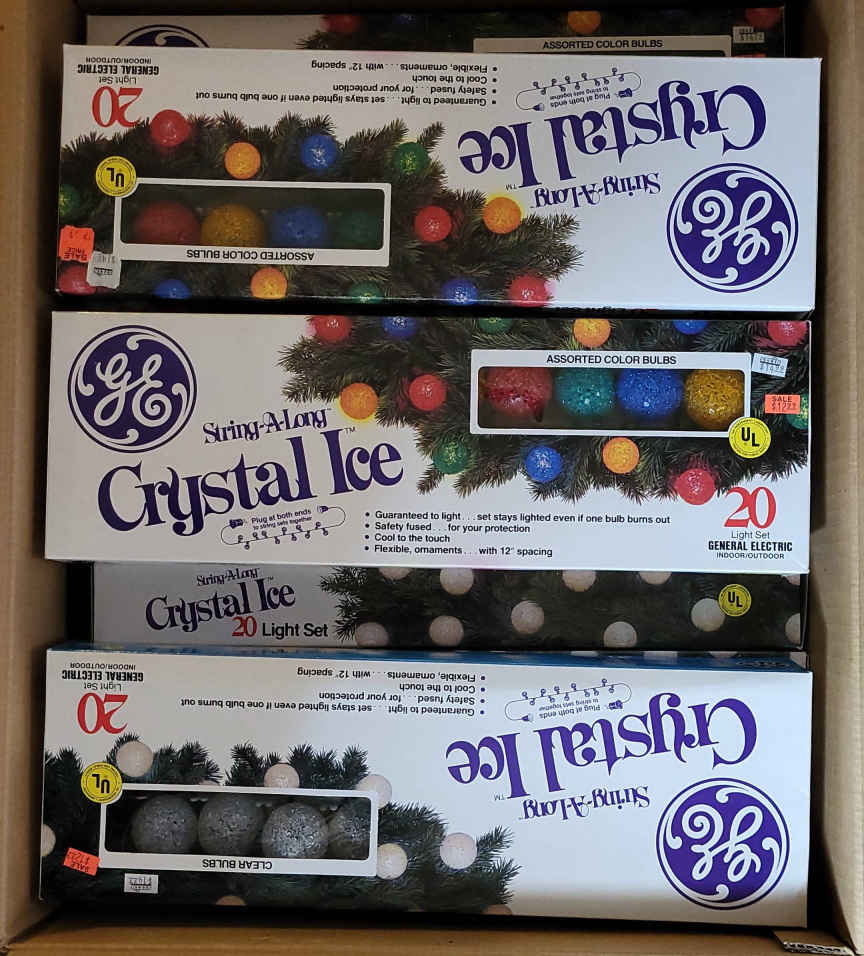 ASSORTED COLOR BULBS
GENERAL ELECTRIC
INDOOR/OUTDOOR
Light Set
20
• Guaranteed to light . . . set stays lighted even if one bulb burns out
• Safety fused . . . for your protection
• Cool to the touch
• Flexible, ornaments . . . with 12" spacing
Plug at both ends
to string sets together
String-A-Long™
Crystal Ice
GE
UL
ASSORTED COLOR BULBS
SALE
PRICE
GE
String-A-Long™
Crystal Ice
Plug at both ends
to string sets together
ASSORTED COLOR BULBS
SALE
UL
• Guaranteed to light . . . set stays lighted even if one bulb burns out
• Safety fused . . . for your protection
• Cool to the touch
• Flexible, ornaments . . . with 12" spacing
20
Light Set
GENERAL ELECTRIC
INDOOR/OUTDOOR
String-A-Long
Crystal Ice
20 Light Set
UL
GENERAL ELECTRIC
INDOOR/OUTDOOR
Light Set
20
• Guaranteed to light . . . set stays lighted even if one bulb burns out
• Safety fused . . . for your protection
• Cool to the touch
• Flexible, ornaments . . . with 12" spacing
Plug at both ends
to string sets together
String-A-Long™
Crystal Ice
GE
UL
CLEAR BULBS
SALE